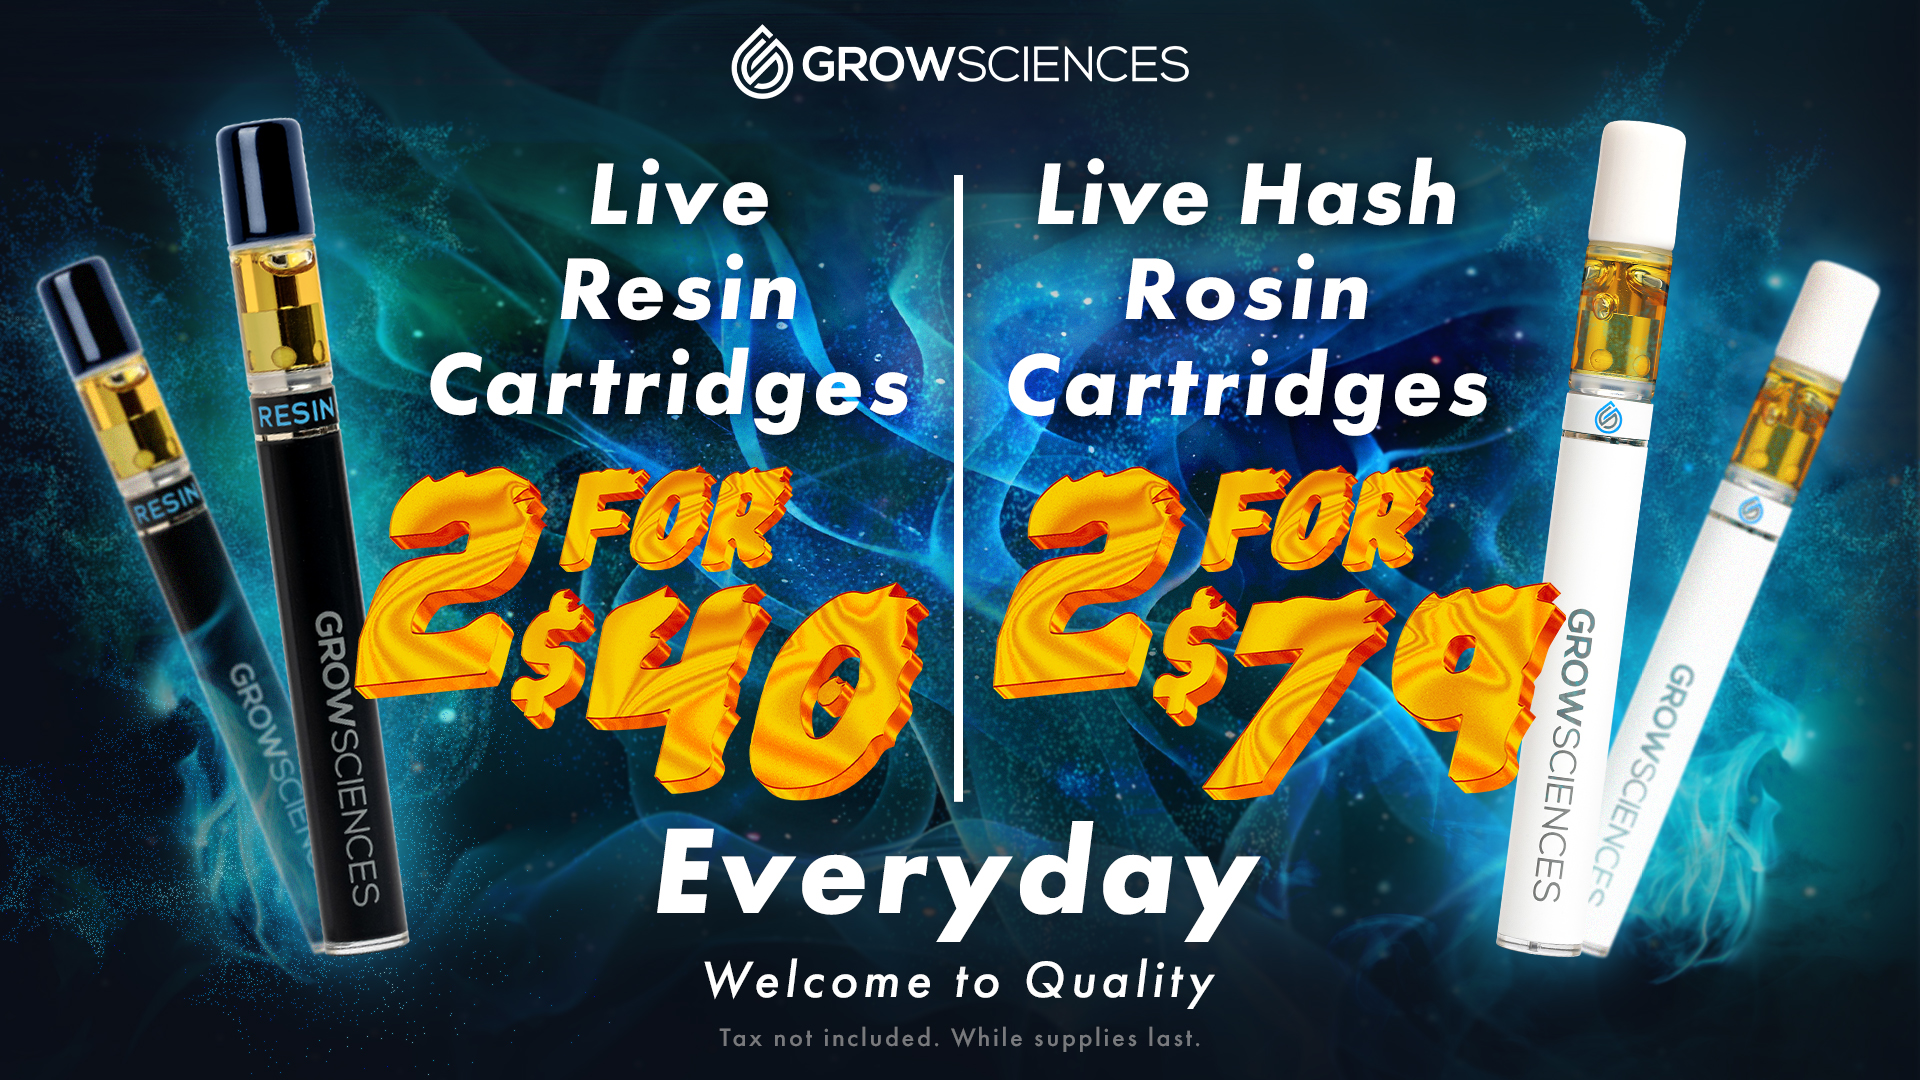 GROWSCIENCES
Live
Resin
Cartridges
2 FOR
$40
Live Hash
Rosin
Cartridges
2 FOR
$79
Everyday
Welcome to Quality
Tax not included. While supplies last.
RESIN
GROWSCIENCES
RESIN
GROWSCIENCES
GROWSCIENCES
GROWSCIENCES